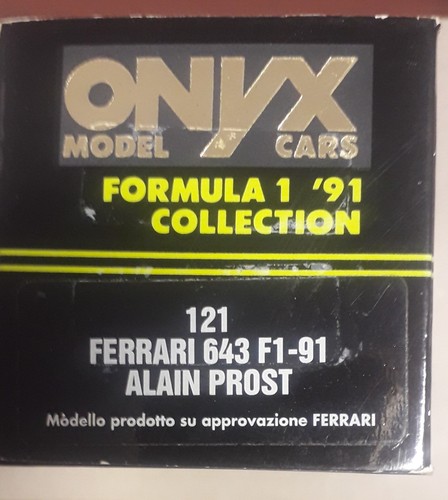 ONYX
MODEL CARS
FORMULA 1 '91
COLLECTION
121
FERRARI 643 F1-91
ALAIN PROST
Mòdello prodotto su approvazione FERRARI